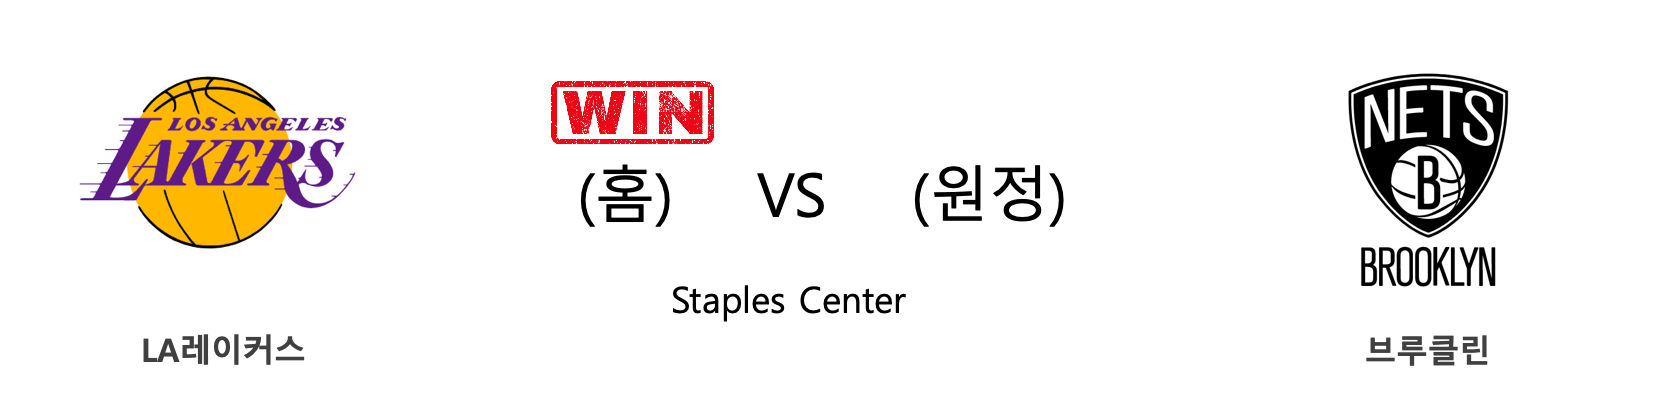 LOS ANGELES
LAKERS
WIN
(홈) VS (원정)
Staples Center
LA레이커스
NETS
B
BROOKLYN
브루클린